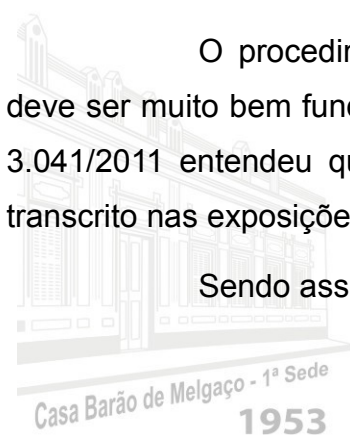 O procedir
deve ser muito bem fund
3.041/2011 entendeu qu
transcrito nas exposiçõe
Sendo ass
Casa Barão de Melgaço - 1ª Sede
1953